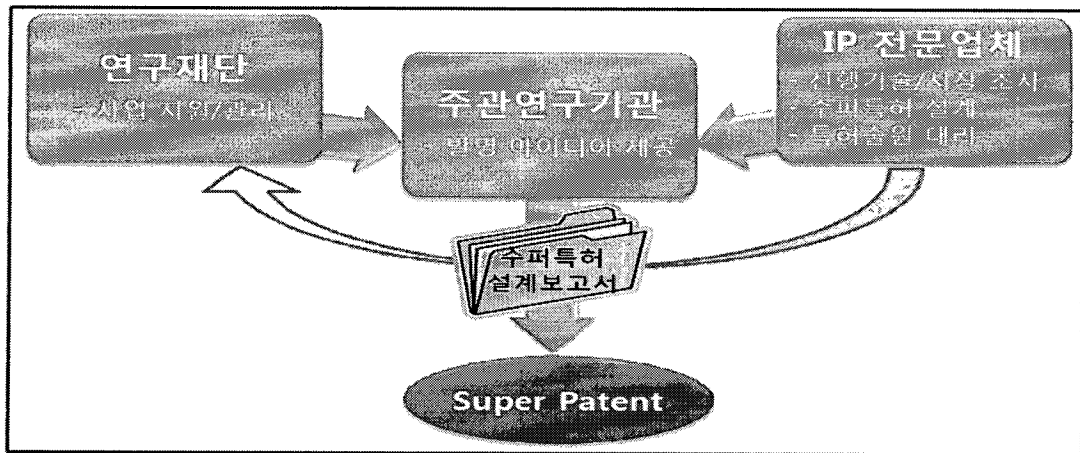 연구재단
- 사업 지원/관리
주관연구기관
- 발명 아이디어 제공
IP 전문업체
- 선행기술/시장 조사
- 수퍼특허 설계
- 특허출원 대리
수퍼특허
설계보고서
Super Patent